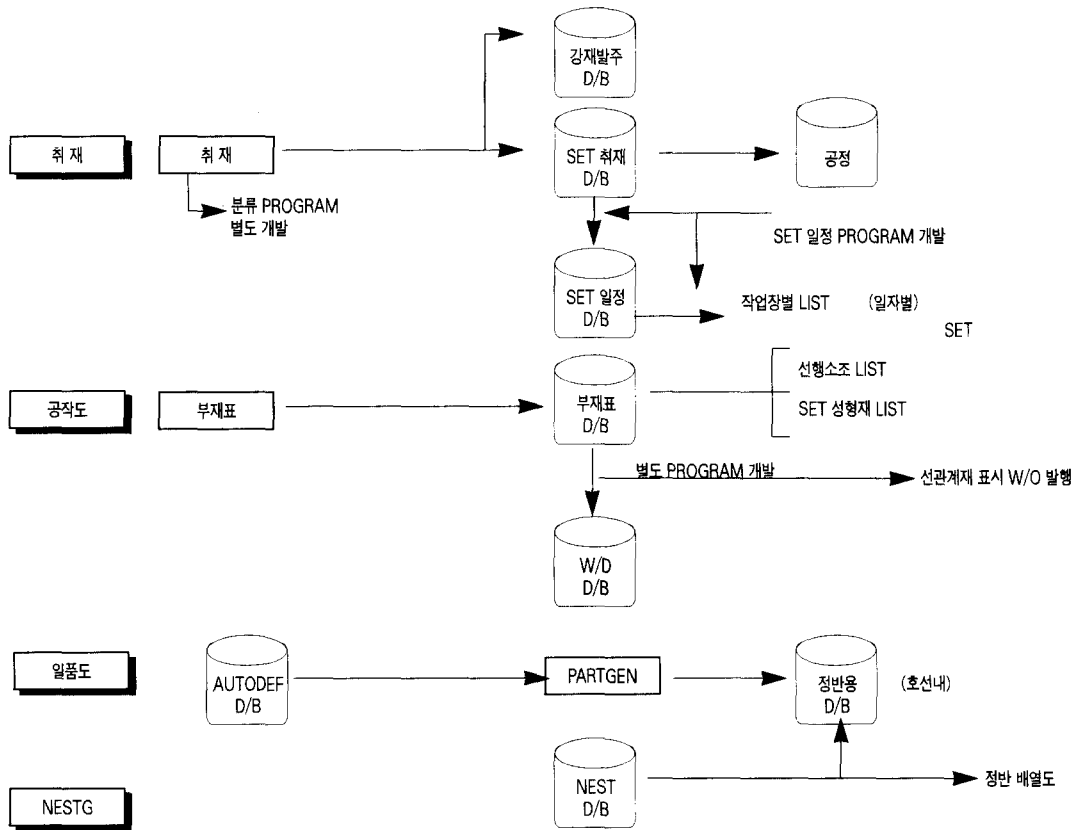 강재발주
D/B
취 재
취 재
SET 취재
D/B
공정
분류 PROGRAM
별도 개발
SET 일정 PROGRAM 개발
SET 일정
D/B
작업장별 LIST (일자별)
SET
선행소조 LIST
공작도
부재표
부재표
D/B
SET 성형재 LIST
별도 PROGRAM 개발
선관계재 표시 W/O 발행
W/D
D/B
일품도
AUTODEF
D/B
PARTGEN
정반용
D/B
(호선내)
NESTG
NEST
D/B
정반 배열도